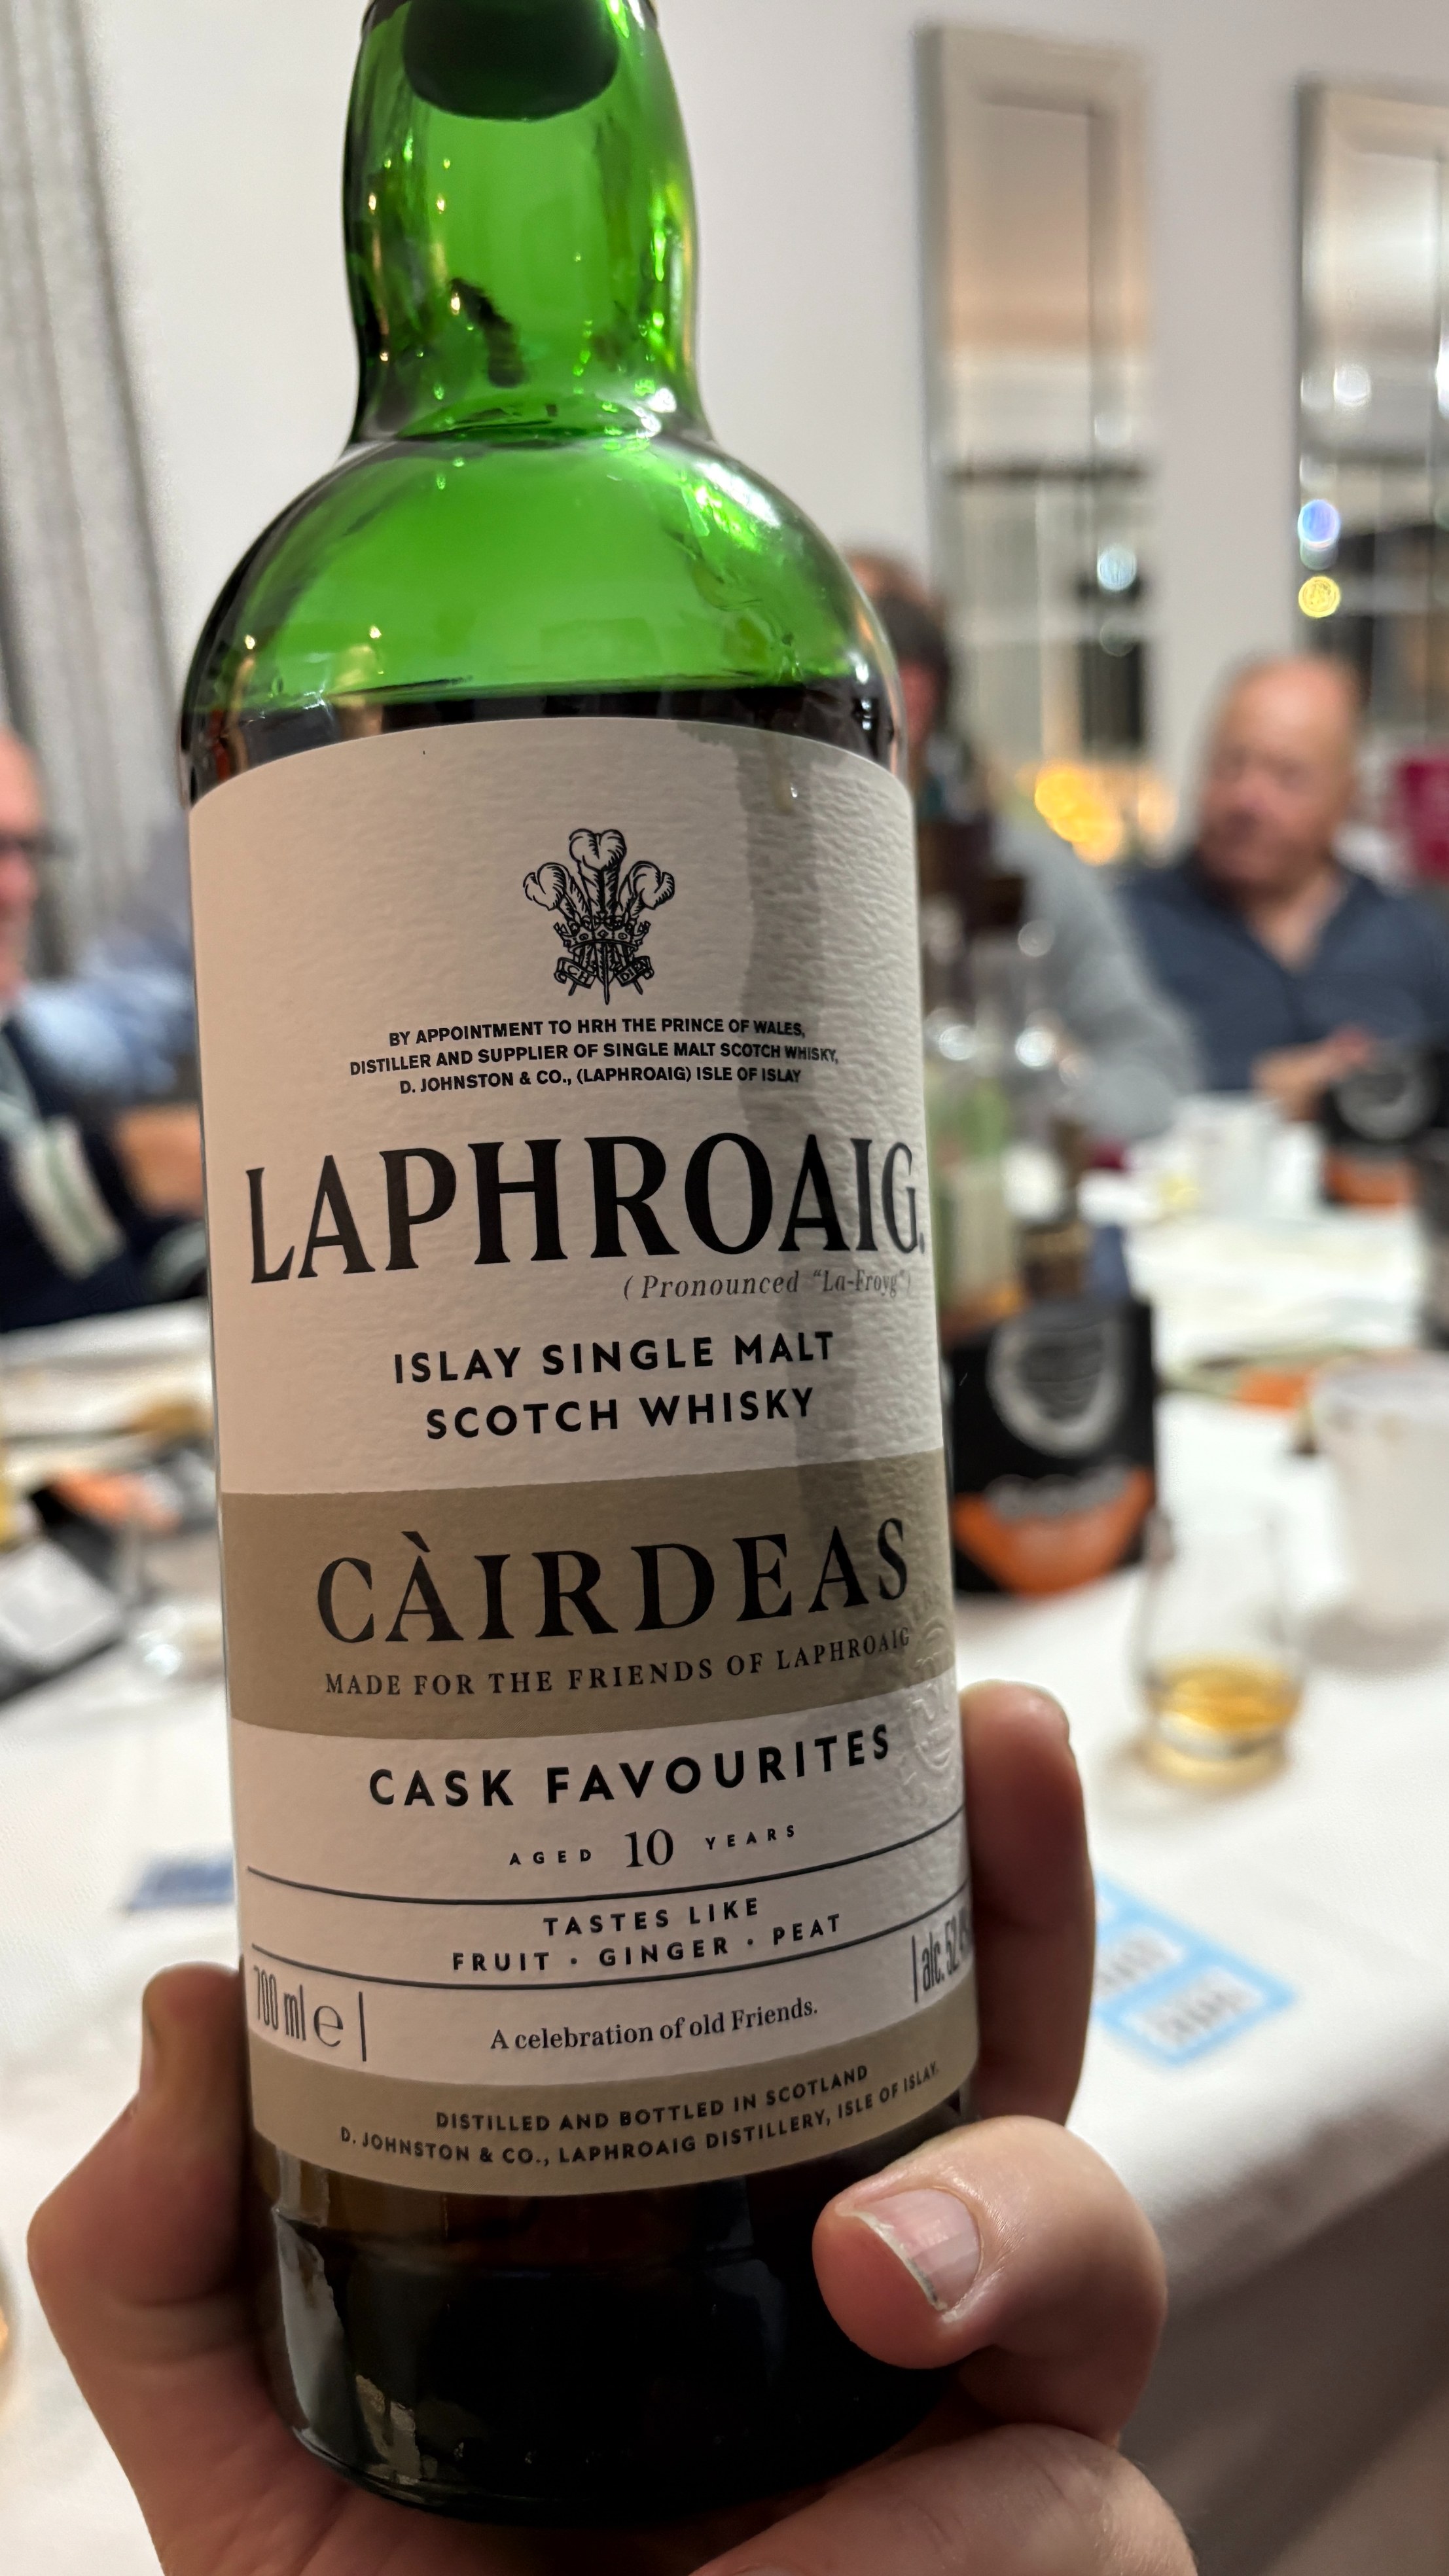 ICH DIEN
BY APPOINTMENT TO HRH THE PRINCE OF WALES,
DISTILLER AND SUPPLIER OF SINGLE MALT SCOTCH WHISKY,
D. JOHNSTON & CO., (LAPHROAIG) ISLE OF ISLAY
LAPHROAIG.
(Pronounced "La-Froyg")
ISLAY SINGLE MALT
SCOTCH WHISKY
CÀIRDEAS
MADE FOR THE FRIENDS OF LAPHROAIG
CASK FAVOURITES
AGED 10 YEARS
TASTES LIKE
FRUIT · GINGER · PEAT
700 ml e
alc.
A celebration of old Friends.
DISTILLED AND BOTTLED IN SCOTLAND
D. JOHNSTON & CO., LAPHROAIG DISTILLERY, ISLE OF ISLAY.